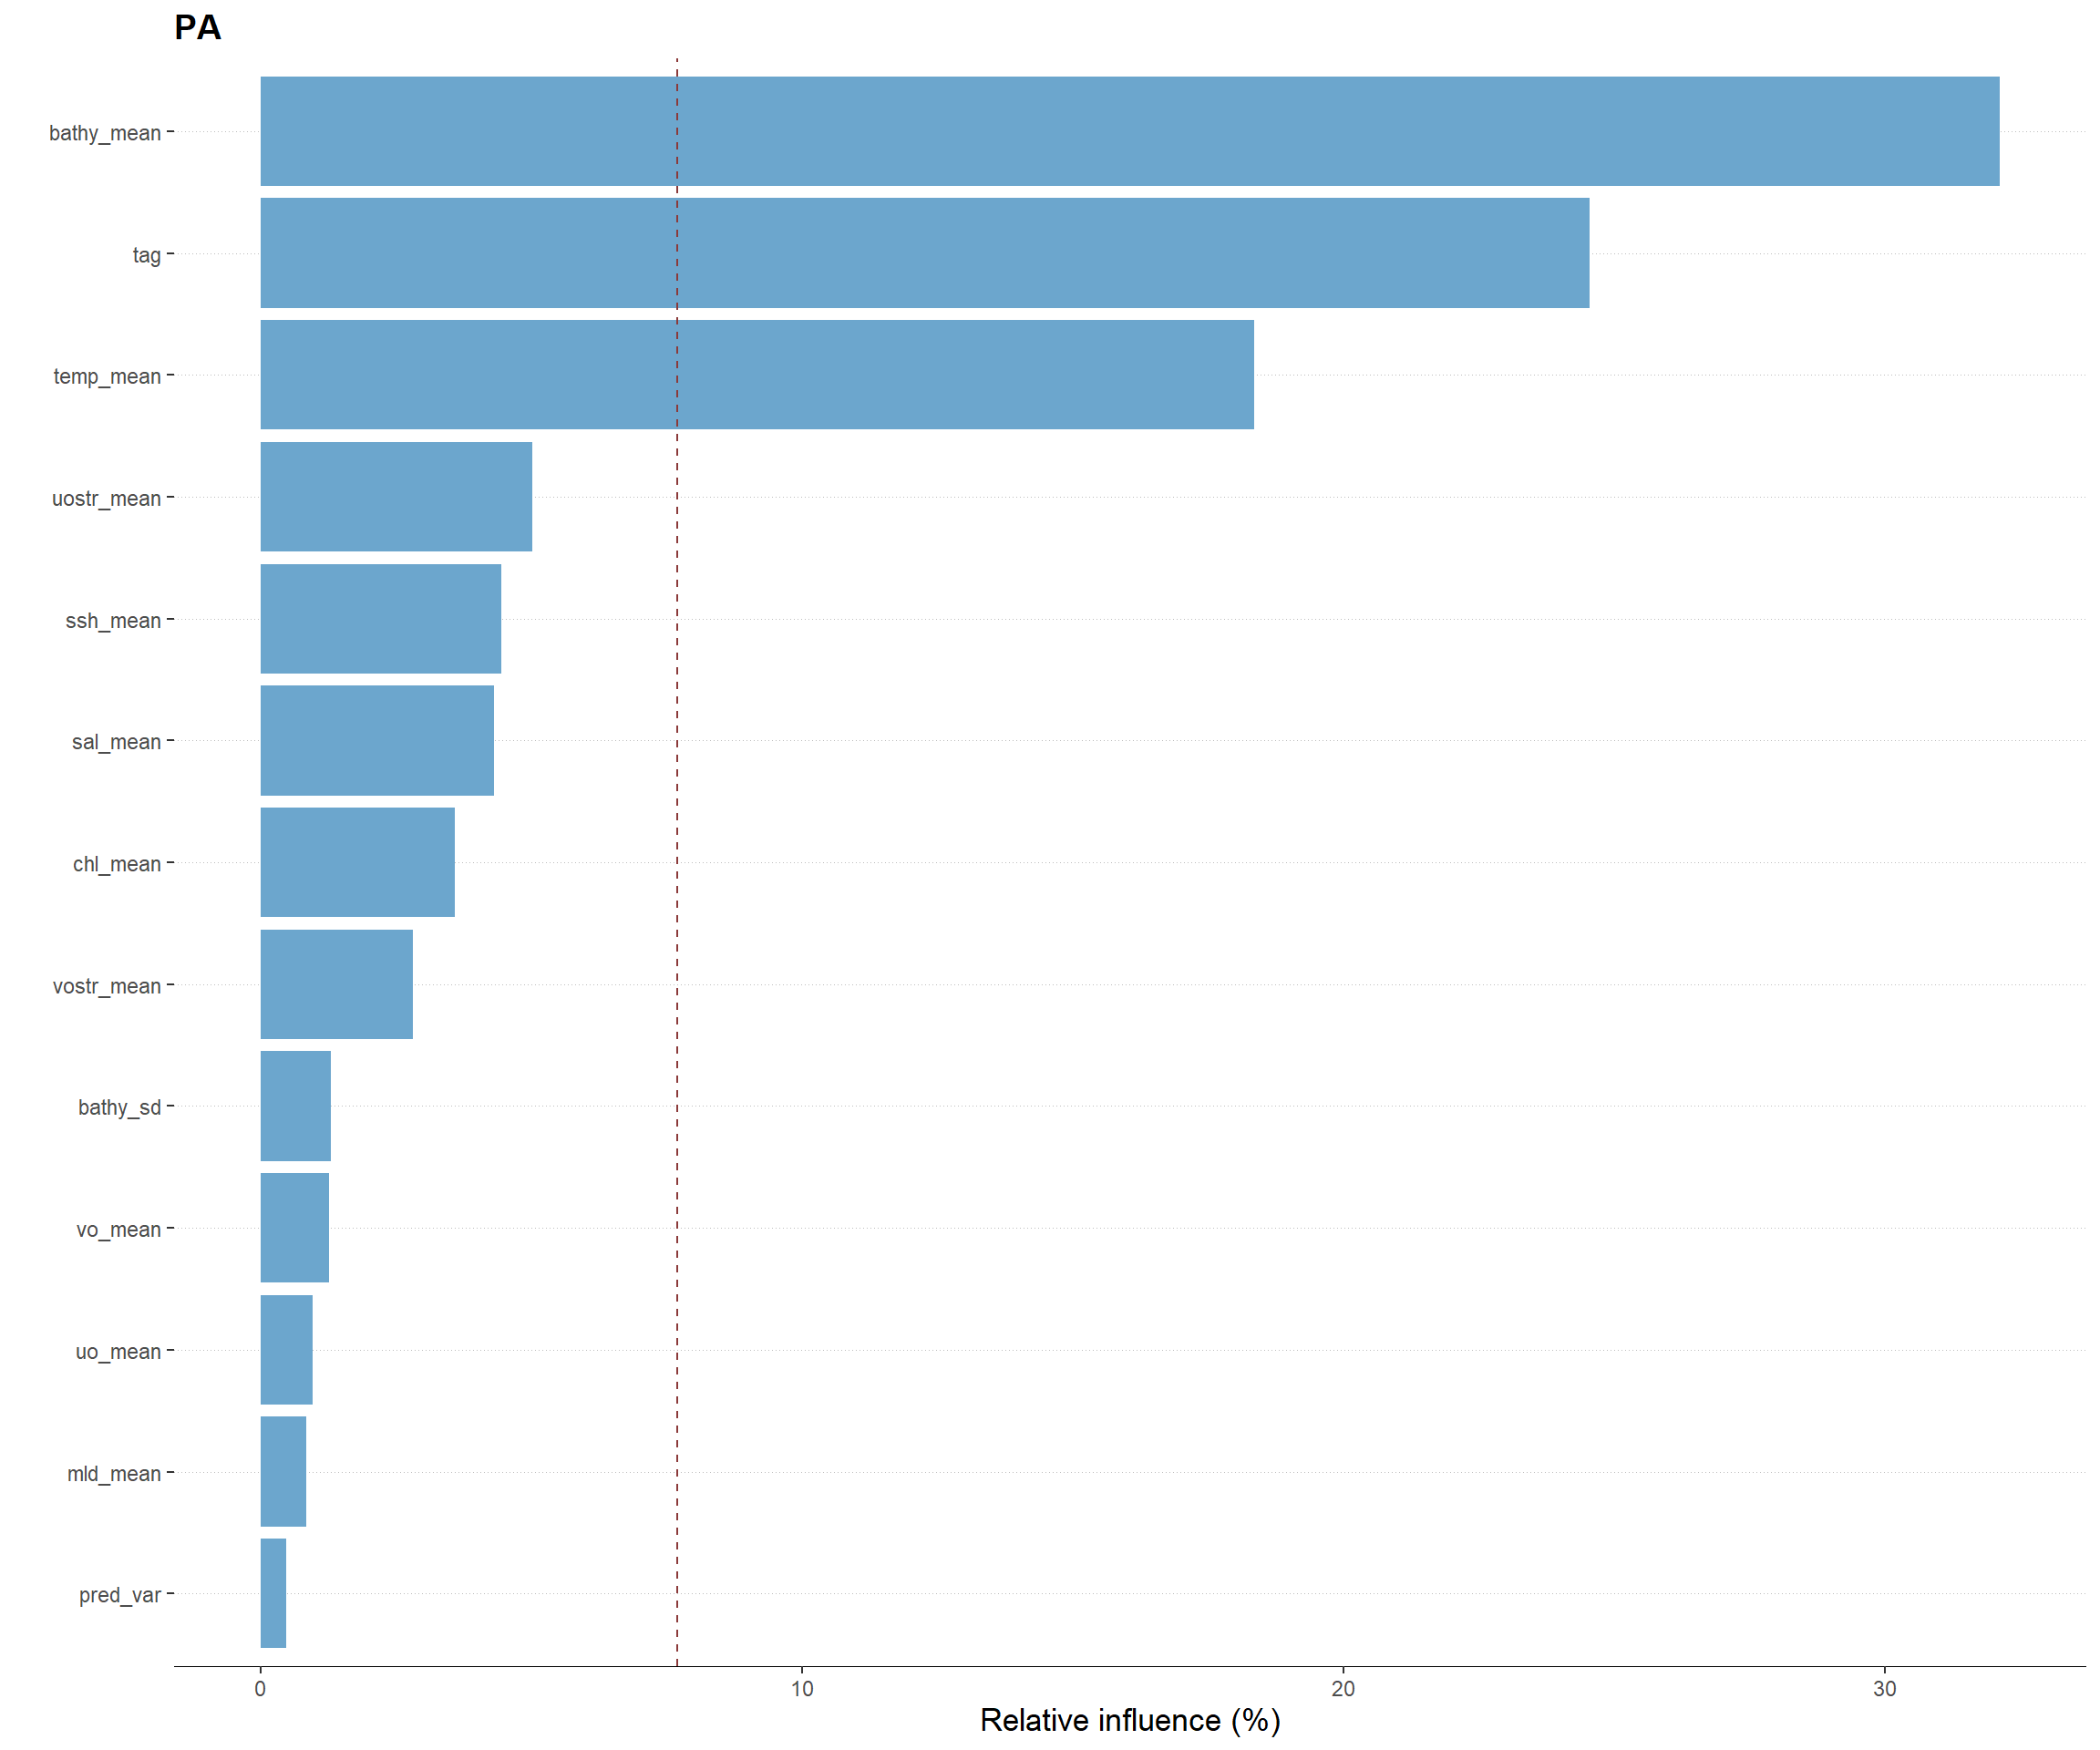 PA
bathy_mean
tag
temp_mean
uostr_mean
ssh_mean
sal_mean
chl_mean
vostr_mean
bathy_sd
vo_mean
uo_mean
mld_mean
pred_var
0 10 20 30
Relative influence (%)